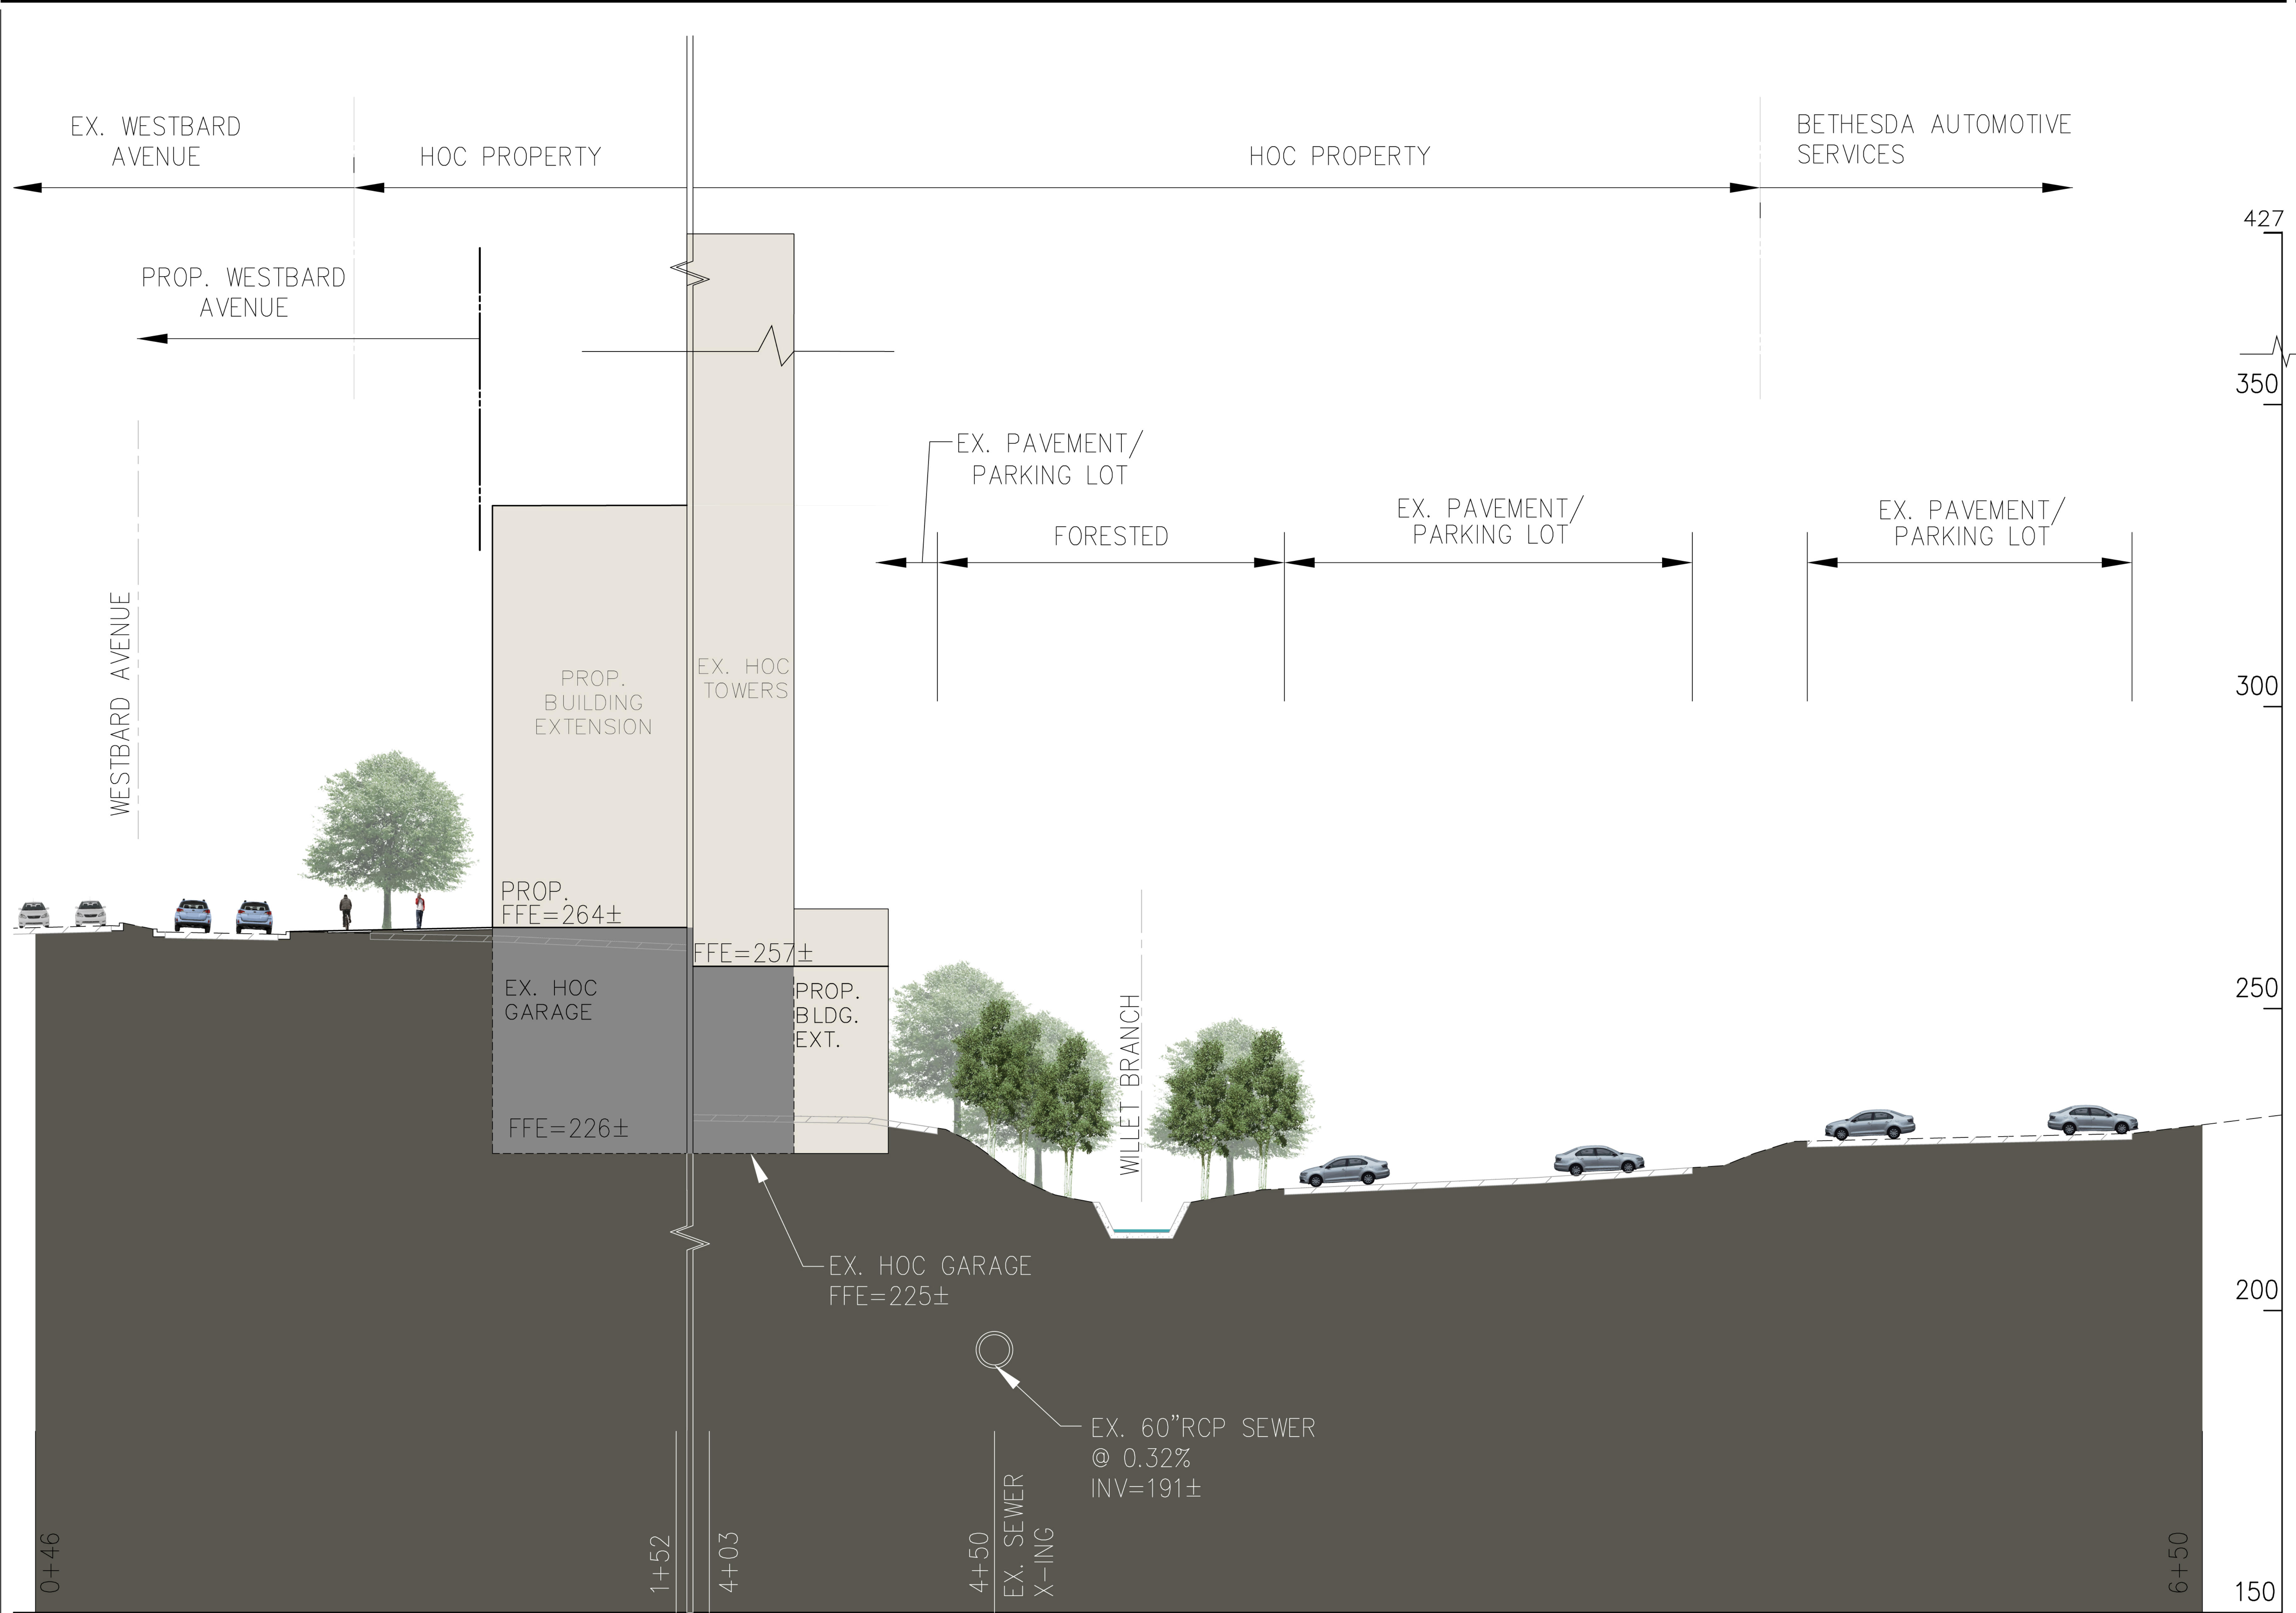 EX. WESTBARD
AVENUE
HOC PROPERTY
HOC PROPERTY
BETHESDA AUTOMOTIVE
SERVICES
427
PROP. WESTBARD
AVENUE
350
EX. PAVEMENT/
PARKING LOT
FORESTED
EX. PAVEMENT/
PARKING LOT
EX. PAVEMENT/
PARKING LOT
WESTBARD AVENUE
PROP.
BUILDING
EXTENSION
EX. HOC
TOWERS
300
PROP.
FFE=264±
FFE=257±
EX. HOC
GARAGE
PROP.
BLDG.
EXT.
250
WILLET BRANCH
FFE=226±
EX. HOC GARAGE
FFE=225±
200
EX. 60”RCP SEWER
@ 0.32%
INV=191±
0+46
1+52
4+03
4+50
EX. SEWER
X-ING
6+50
150